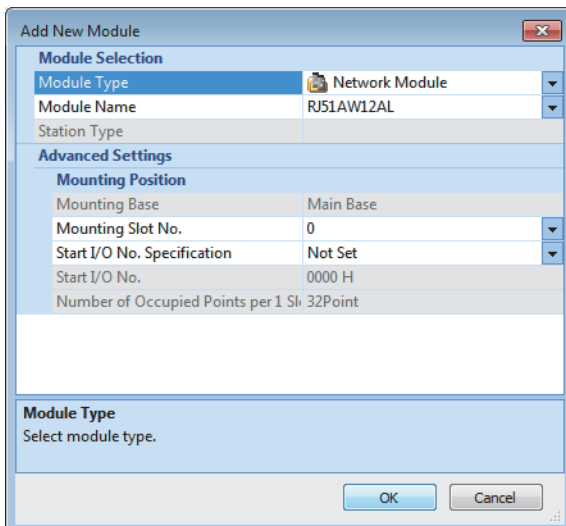 Add New Module
Module Selection
Module Type Network Module
Module Name RJ51AW12AL
Station Type
Advanced Settings
Mounting Position
Mounting Base Main Base
Mounting Slot No. 0
Start I/O No. Specification Not Set
Start I/O No. 0000 H
Number of Occupied Points per 1 Sl 32Point
Module Type
Select module type.
OK Cancel